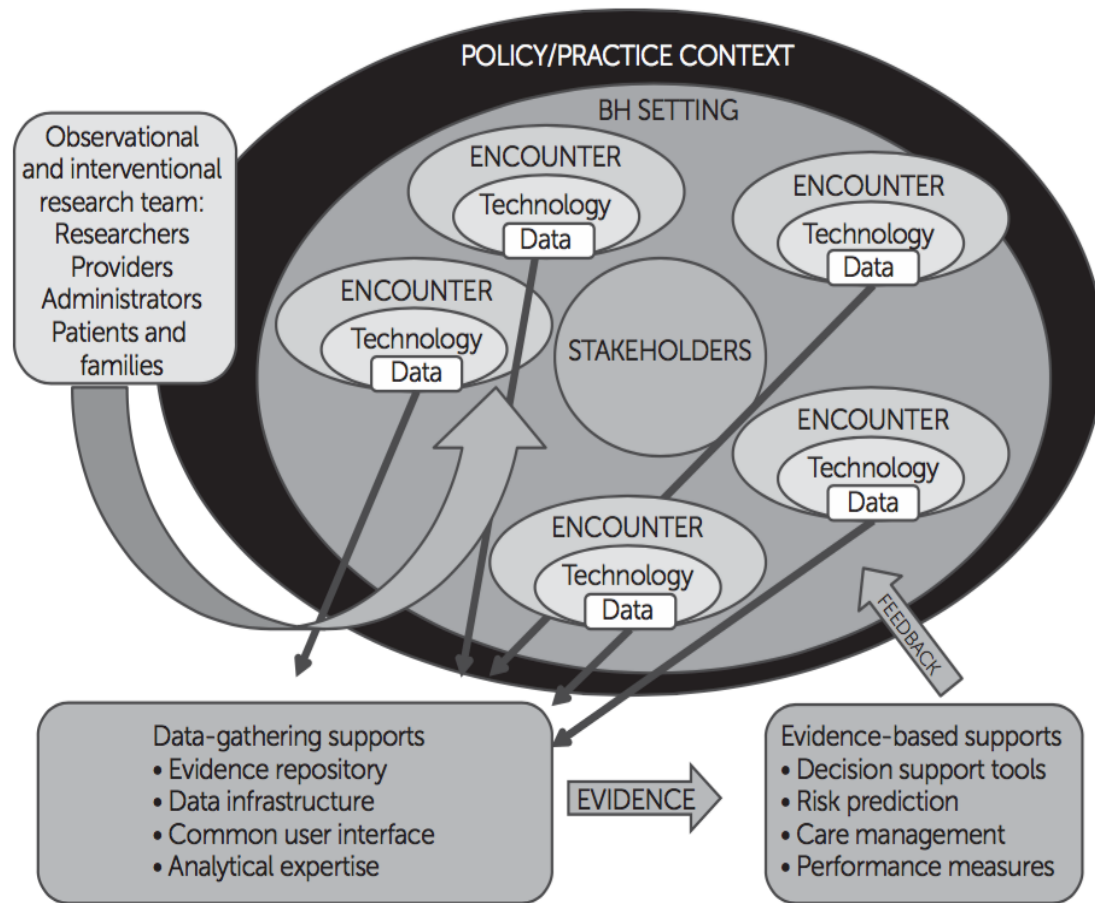 POLICY/PRACTICE CONTEXT
BH SETTING
Observational
and interventional
research team:
Researchers
Providers
Administrators
Patients and
families
ENCOUNTER
Technology
Data
ENCOUNTER
Technology
Data
ENCOUNTER
Technology
Data
STAKEHOLDERS
ENCOUNTER
Technology
Data
ENCOUNTER
Technology
Data
FEEDBACK
Data-gathering supports
• Evidence repository
• Data infrastructure
• Common user interface
• Analytical expertise
EVIDENCE
Evidence-based supports
• Decision support tools
• Risk prediction
• Care management
• Performance measures